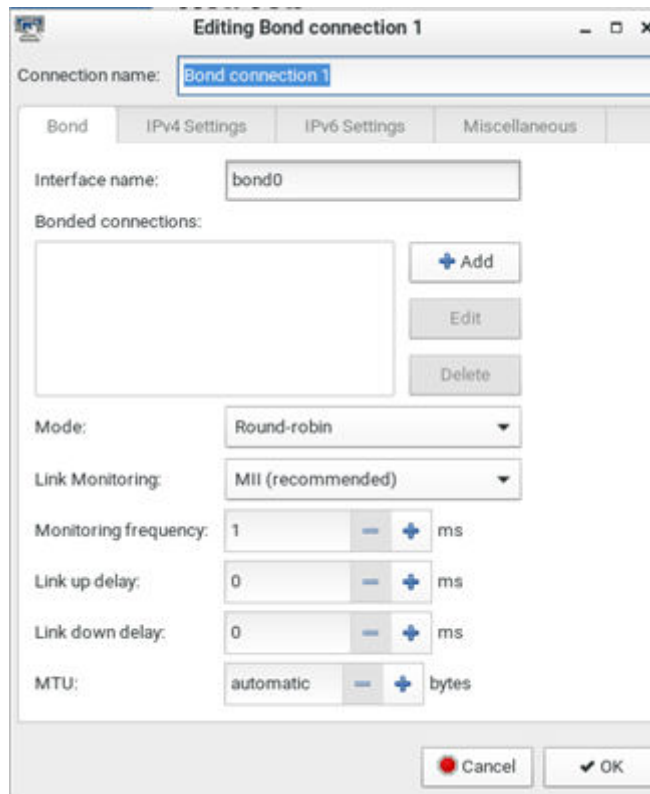 Editing Bond connection 1
Connection name: Bond connection 1
Bond IPv4 Settings IPv6 Settings Miscellaneous
Interface name: bond0
Bonded connections:
Add
Edit
Delete
Mode: Round-robin
Link Monitoring: MII (recommended)
Monitoring frequency: 1 ms
Link up delay: 0 ms
Link down delay: 0 ms
MTU: automatic bytes
Cancel OK